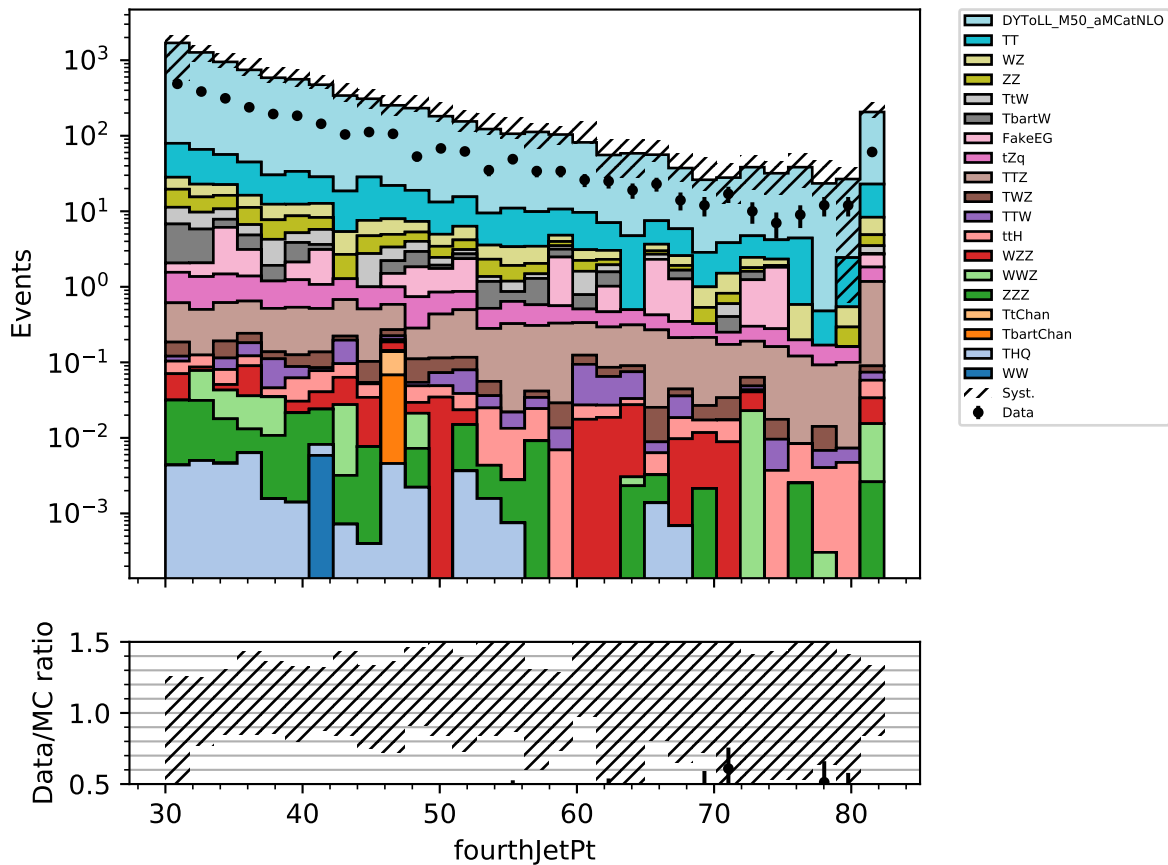 Events
10³
10²
10¹
10⁰
10⁻¹
10⁻²
10⁻³
DYToLL_M50_aMCatNLO
TT
WZ
ZZ
TtW
TbartW
FakeEG
tZq
TTZ
TWZ
TTW
ttH
WZZ
WWZ
ZZZ
TtChan
TbartChan
THQ
WW
Syst.
Data
Data/MC ratio
1.5
1.0
0.5
30 40 50 60 70 80
fourthJetPt